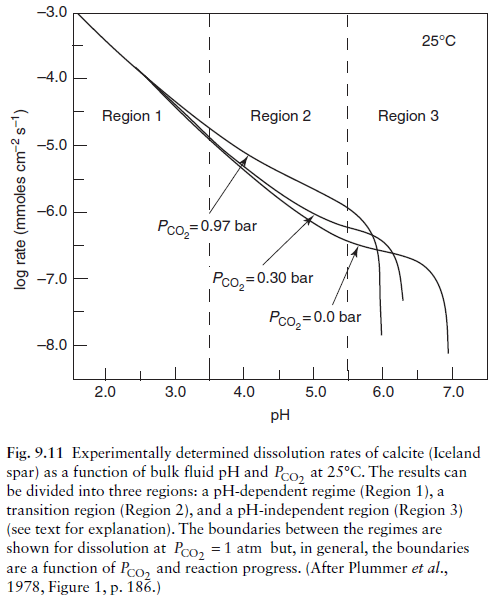 –3.0
25°C
–4.0
Region 1
Region 2
Region 3
–5.0
–6.0
PCO2=0.97 bar
–7.0
PCO2=0.30 bar
PCO2=0.0 bar
–8.0
log rate (mmoles cm–2 s–1)
2.0 3.0 4.0 5.0 6.0 7.0
pH
Fig. 9.11 Experimentally determined dissolution rates of calcite (Iceland
spar) as a function of bulk fluid pH and PCO2 at 25°C. The results can
be divided into three regions: a pH-dependent regime (Region 1), a
transition region (Region 2), and a pH-independent region (Region 3)
(see text for explanation). The boundaries between the regimes are
shown for dissolution at PCO2 = 1 atm but, in general, the boundaries
are a function of PCO2 and reaction progress. (After Plummer et al.,
1978, Figure 1, p. 186.)